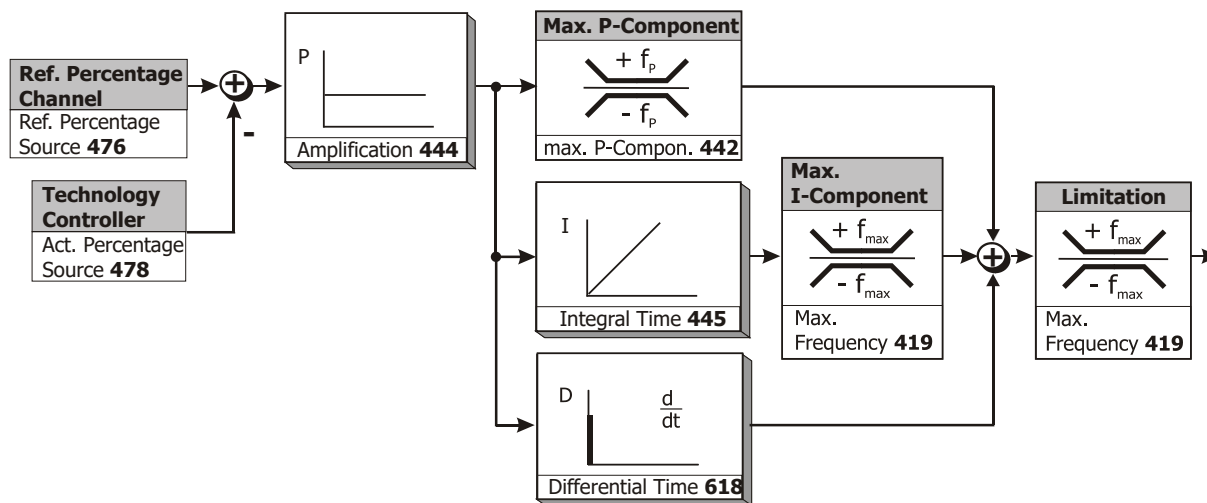 Ref. Percentage
Channel
Ref. Percentage
Source 476
Technology
Controller
Act. Percentage
Source 478
+
-
P
Amplification 444
Max. P-Component
+ fP
- fP
max. P-Compon. 442
I
Integral Time 445
D
d
dt
Differential Time 618
Max.
I-Component
+ fmax
- fmax
Max.
Frequency 419
+
Limitation
+ fmax
- fmax
Max.
Frequency 419